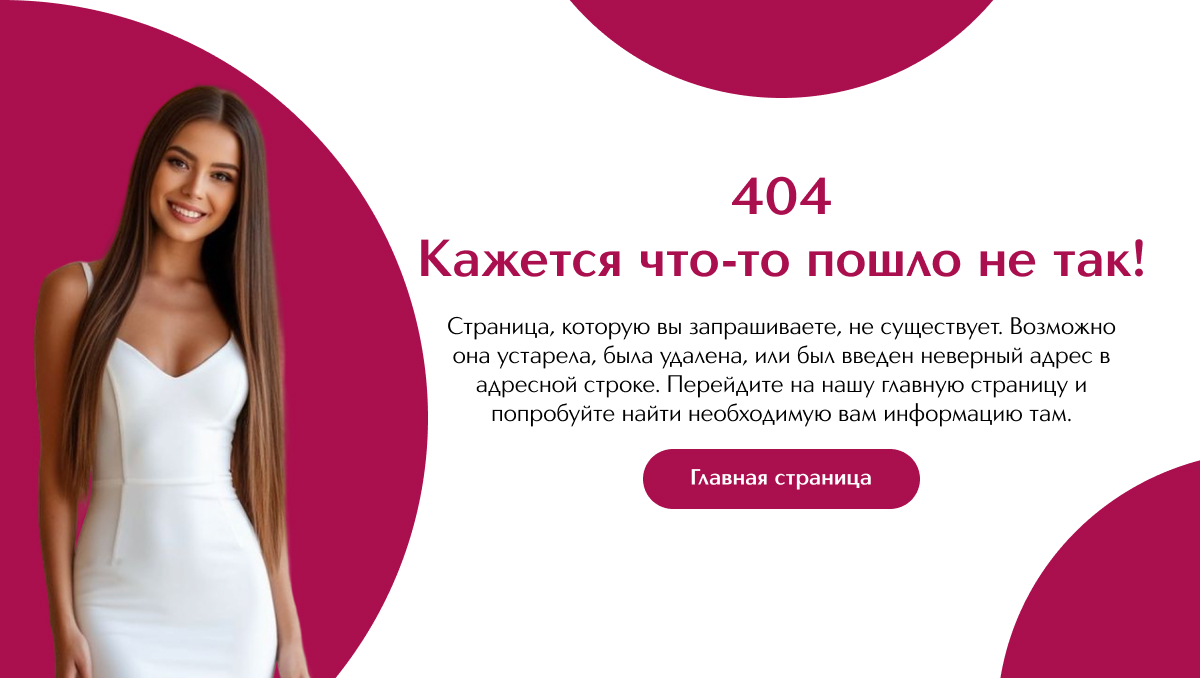 404
Кажется что-то пошло не так!
Страница, которую вы запрашиваете, не существует. Возможно
она устарела, была удалена, или был введен неверный адрес в
адресной строке. Перейдите на нашу главную страницу и
попробуйте найти необходимую вам информацию там.
Главная страница